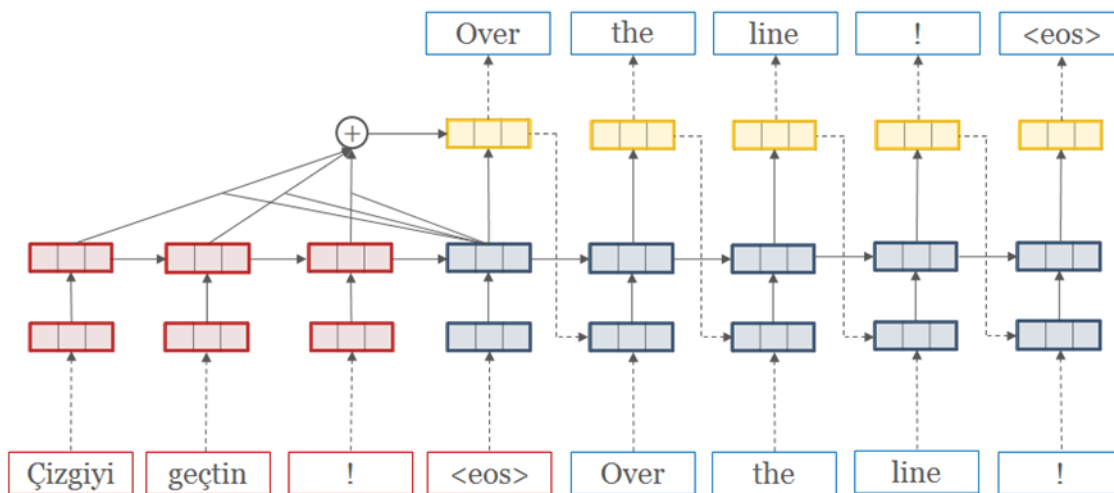 Over the line ! <eos>
+
Çizgiyi geçtin ! <eos> Over the line !